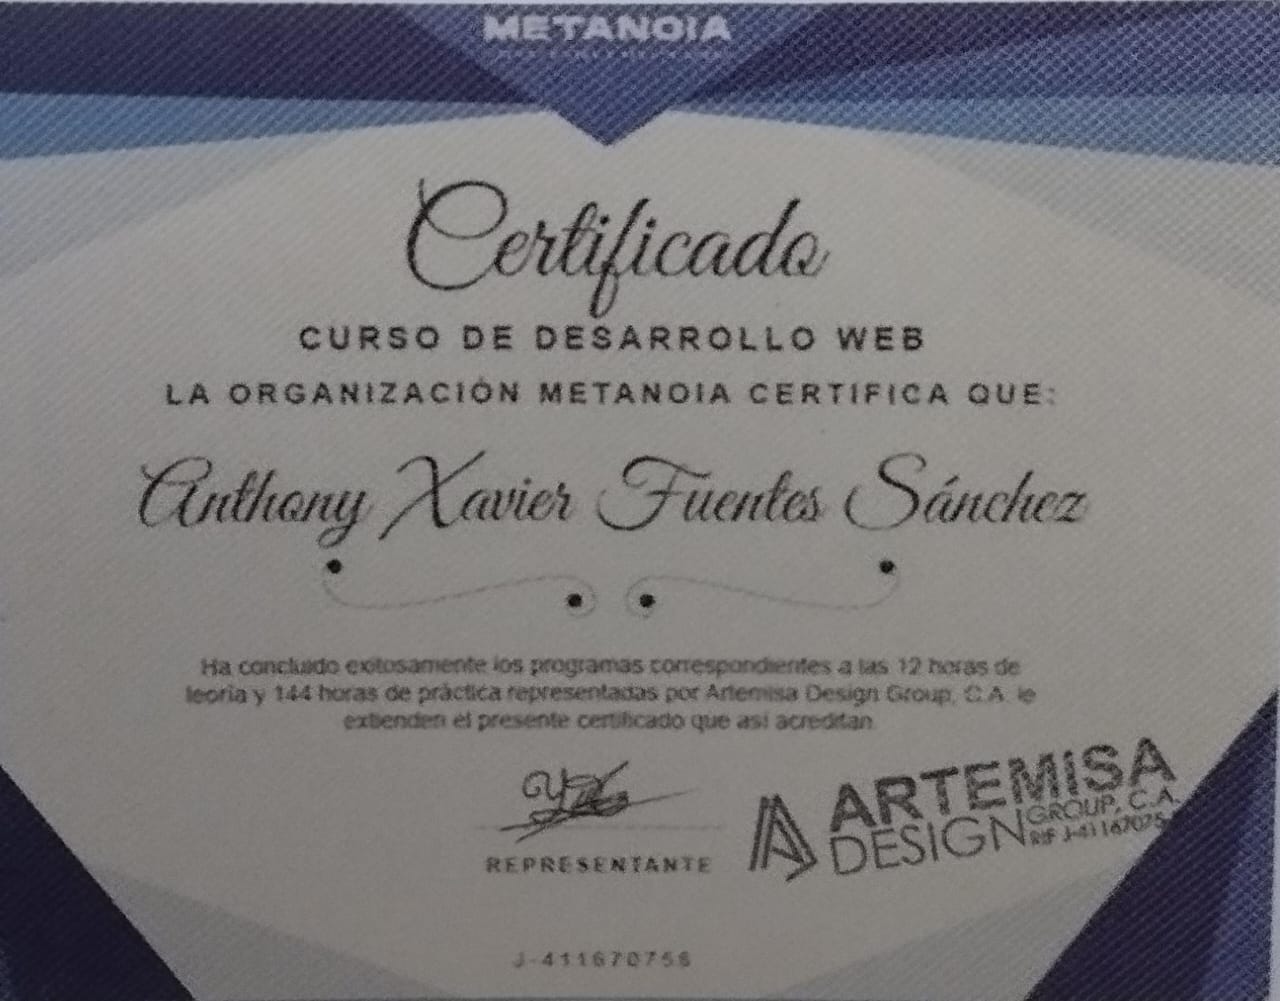 METANOIA
Certificado
CURSO DE DESARROLLO WEB
LA ORGANIZACIÓN METANOIA CERTIFICA QUE:
Anthony Xavier Fuentes Sánchez
Ha concluido exitosamente los programas correspondientes a las 12 horas de
teoria y 144 horas de práctica representadas por Artemisa Design Group, C.A. le
extienden el presente certificado que así acreditan.
REPRESENTANTE
ARTEMISA
DESIGN GROUP, C.A.
RIF J-41167075
J-411670756